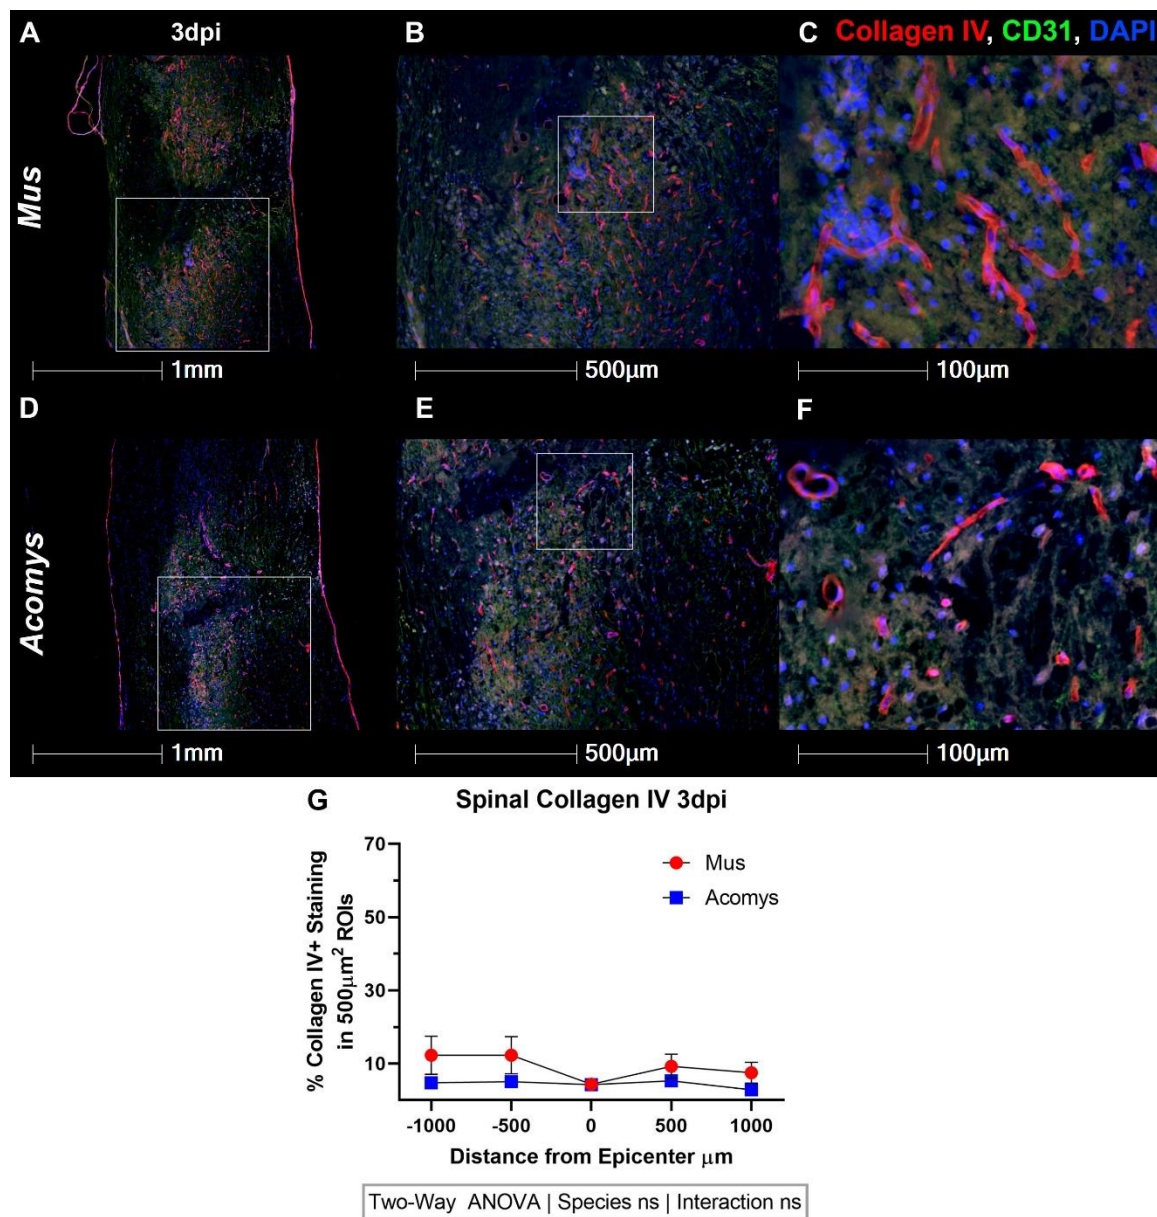 A 3dpi B C Collagen IV, CD31, DAPI
Mus
1mm 500µm 100µm
D E F
Acomys
1mm 500µm 100µm
G Spinal Collagen IV 3dpi
% Collagen IV+ Staining
in 500µm² ROIs
70
50
30
10
Mus
Acomys
-1000 -500 0 500 1000
Distance from Epicenter µm
Two-Way ANOVA | Species ns | Interaction ns